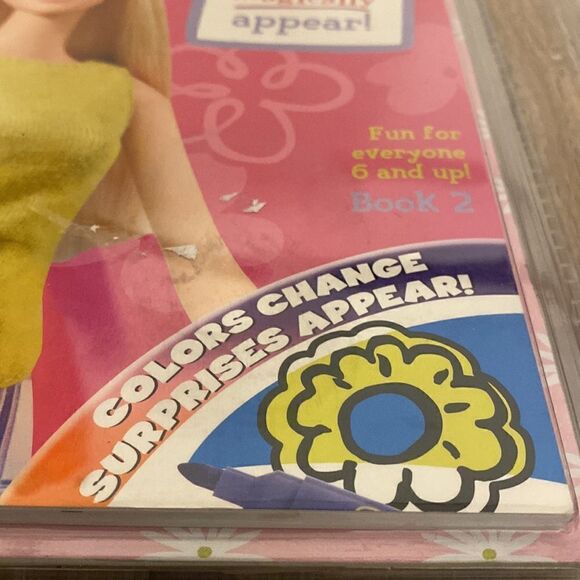 appear!
Fun for
everyone
6 and up!
Book 2
COLORS CHANGE
SURPRISES APPEAR!